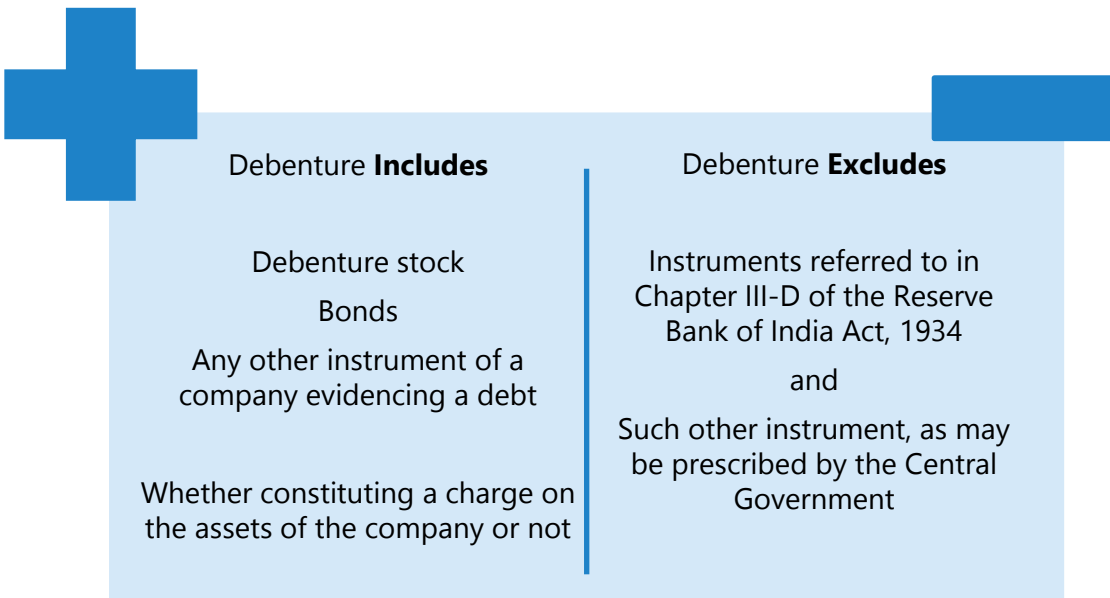 Debenture Includes
Debenture stock
Bonds
Any other instrument of a
company evidencing a debt
Whether constituting a charge on
the assets of the company or not
Debenture Excludes
Instruments referred to in
Chapter III-D of the Reserve
Bank of India Act, 1934
and
Such other instrument, as may
be prescribed by the Central
Government